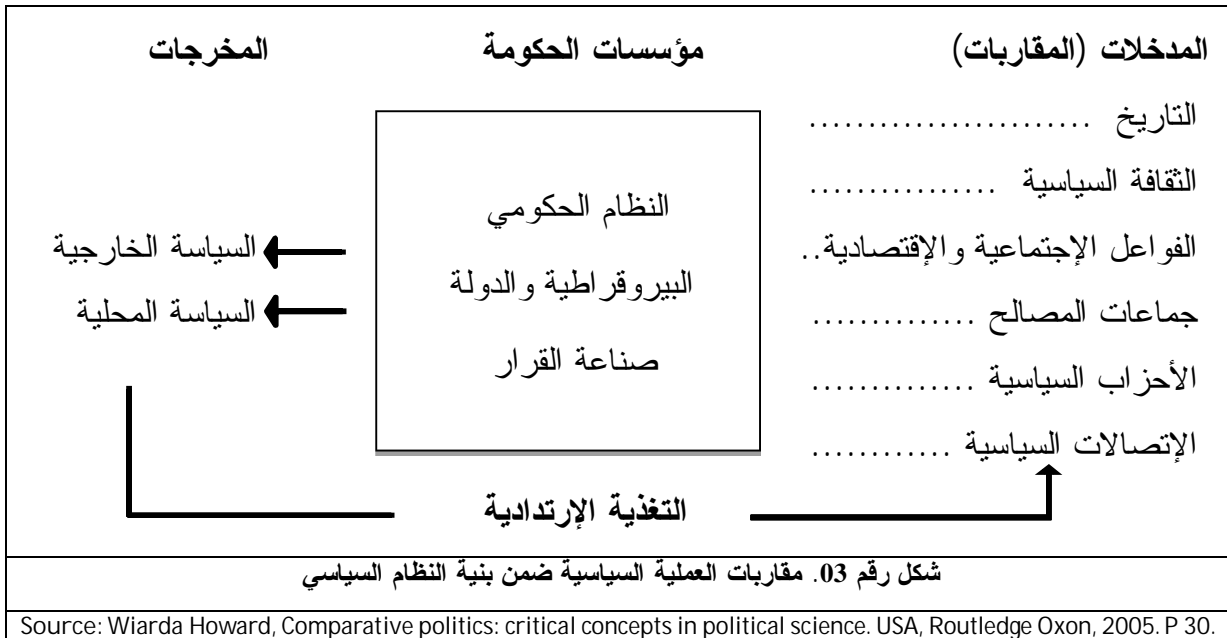 المدخلات (المقاربات) مؤسسات الحكومة المخرجات
التاريخ .......................
الثقافة السياسية ................
الفواعل الإجتماعية والإقتصادية..
جماعات المصالح ..............
الأحزاب السياسية ..............
الإتصالات السياسية ............
النظام الحكومي
البيروقراطية والدولة
صناعة القرار
السياسة الخارجية
السياسة المحلية
التغذية الإرتدادية
شكل رقم 03. مقاربات العملية السياسية ضمن بنية النظام السياسي
Source: Wiarda Howard, Comparative politics: critical concepts in political science. USA, Routledge Oxon, 2005. P 30.